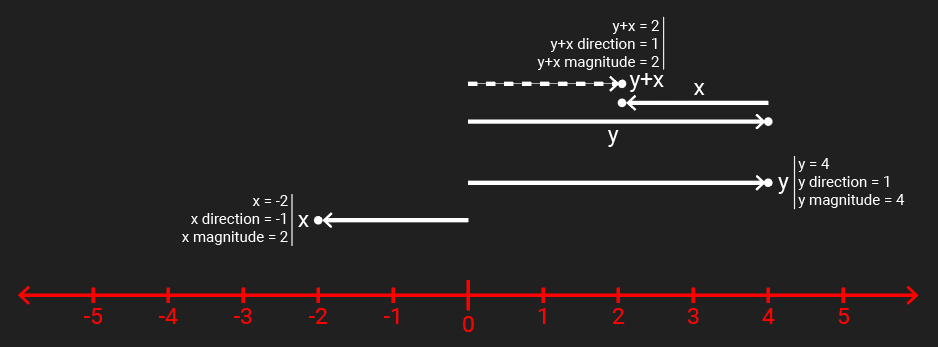 y+x = 2
y+x direction = 1
y+x magnitude = 2
y+x
x
y
y
y = 4
y direction = 1
y magnitude = 4
x = -2
x direction = -1
x magnitude = 2
x
-5 -4 -3 -2 -1 0 1 2 3 4 5